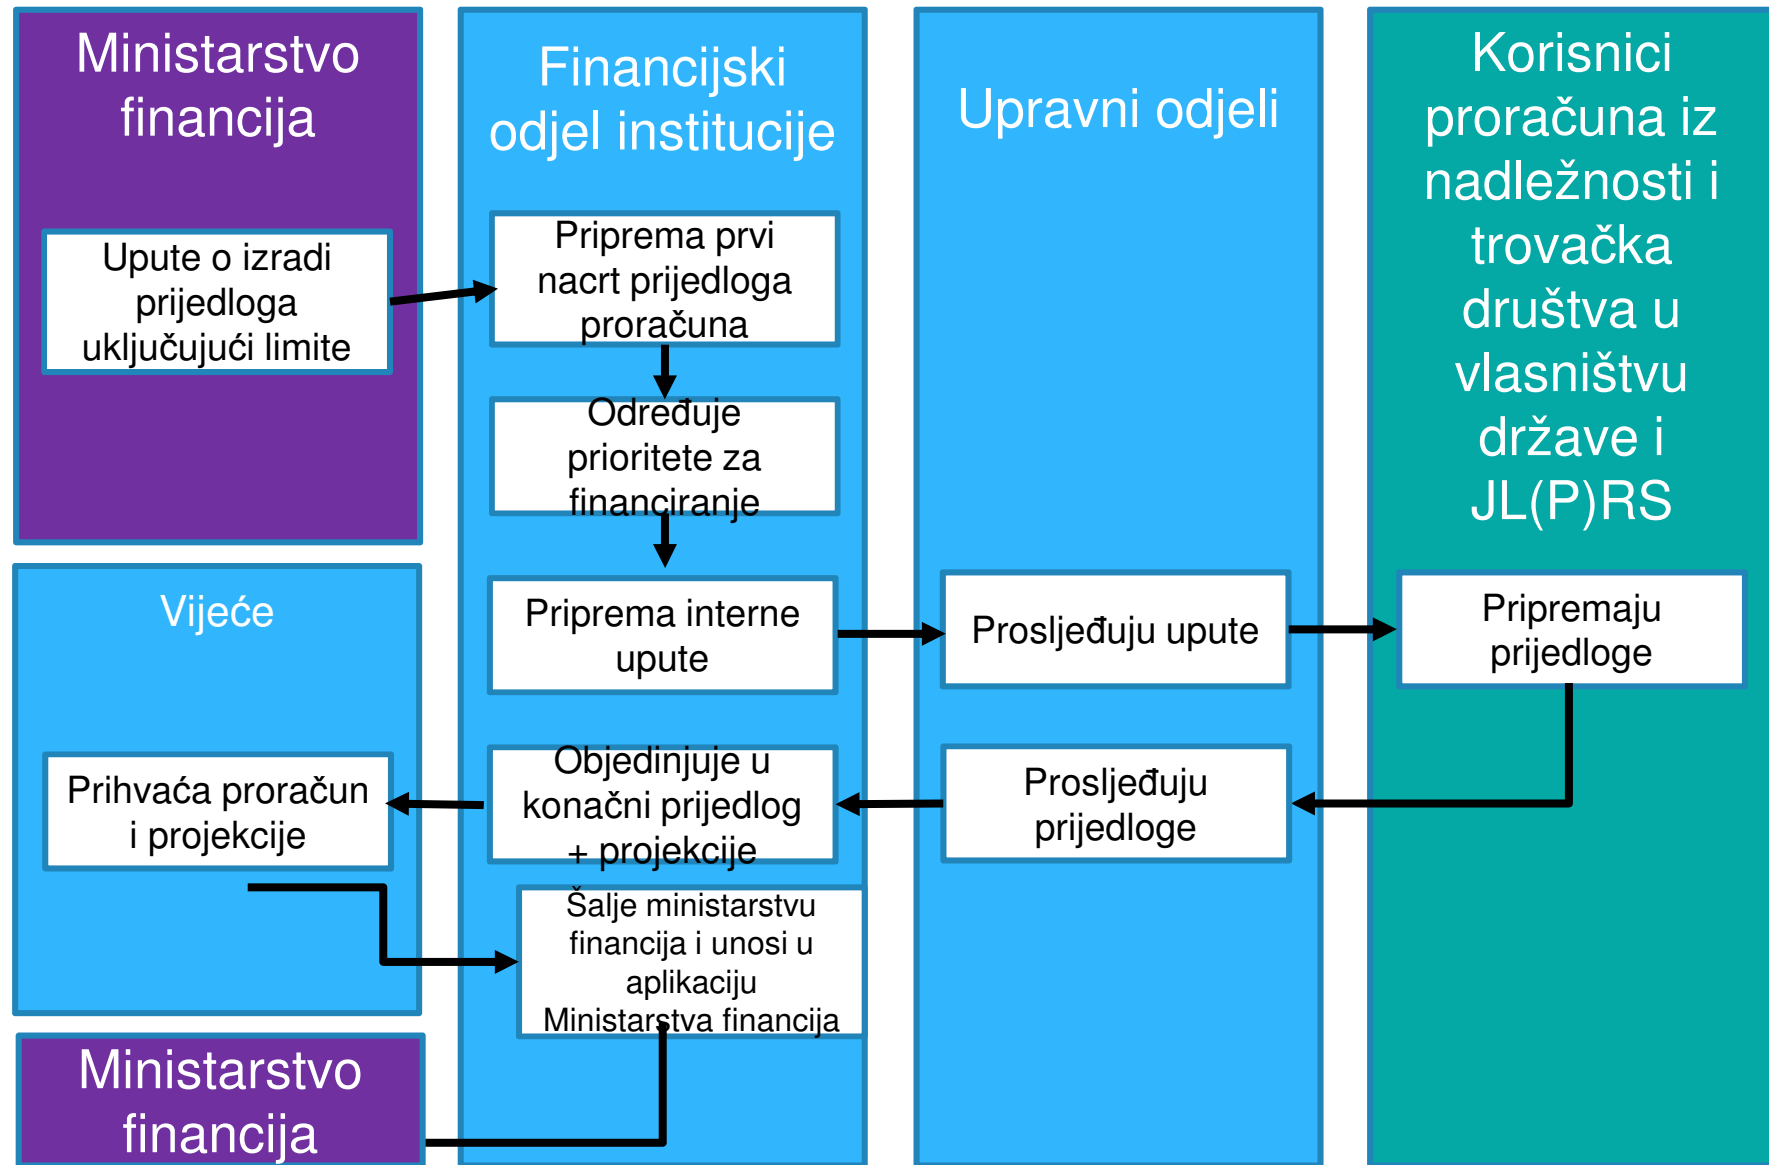 Ministarstvo
financija
Upute o izradi
prijedloga
uključujući limite
Financijski
odjel institucije
Priprema prvi
nacrt prijedloga
proračuna
Određuje
prioritete za
financiranje
Priprema interne
upute
Upravni odjeli
Prosljeđuju upute
Korisnici
proračuna iz
nadležnosti i
trovačka
društva u
vlasništvu
države i
JL(P)RS
Pripremaju
prijedloge
Prosljeđuju
prijedloge
Objedinjuje u
konačni prijedlog
+ projekcije
Vijeće
Prihvaća proračun
i projekcije
Šalje ministarstvu
financija i unosi u
aplikaciju
Ministarstva financija
Ministarstvo
financija